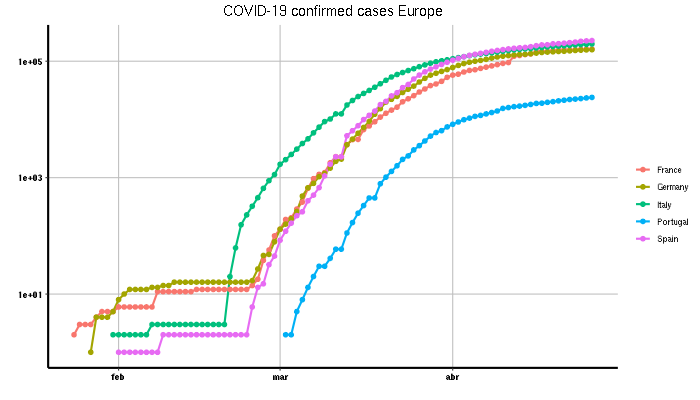 COVID-19 confirmed cases Europe
1e+05
1e+03
1e+01
feb
mar
abr
France
Germany
Italy
Portugal
Spain